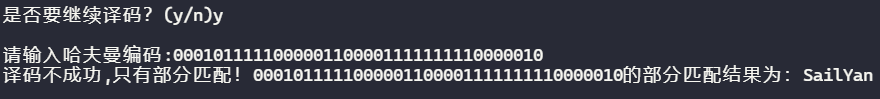 是否要继续译码? (y/n)y
请输入哈夫曼编码:0001011111000001100001111111110000010
译码不成功,只有部分匹配! 0001011111000001100001111111110000010的部分匹配结果为: SailYan